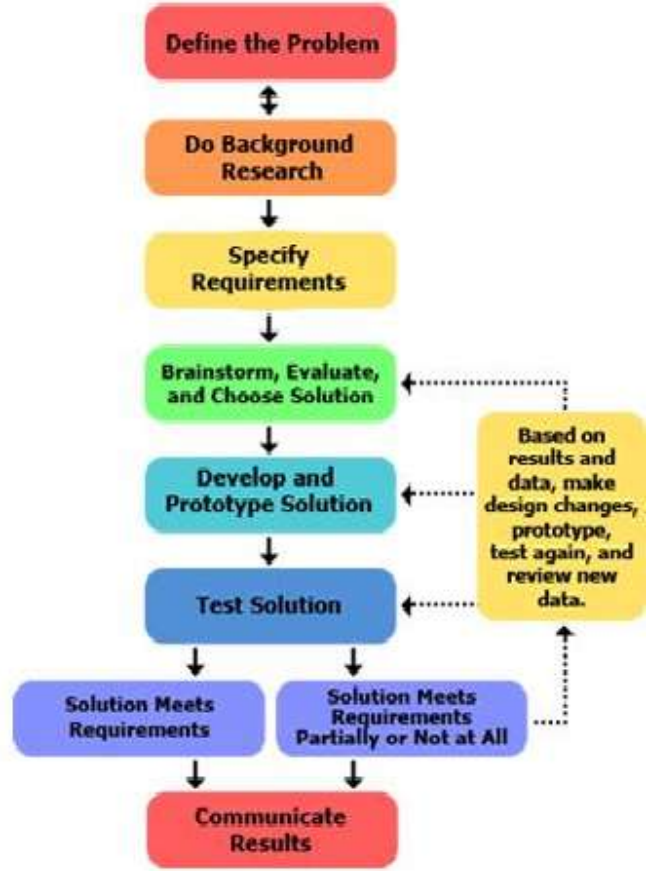 Define the Problem
Do Background
Research
Specify
Requirements
Brainstorm, Evaluate,
and Choose Solution
Develop and
Prototype Solution
Based on
results and
data, make
design changes,
prototype,
test again, and
review new
data.
Test Solution
Solution Meets
Requirements
Solution Meets
Requirements
Partially or Not at All
Communicate
Results